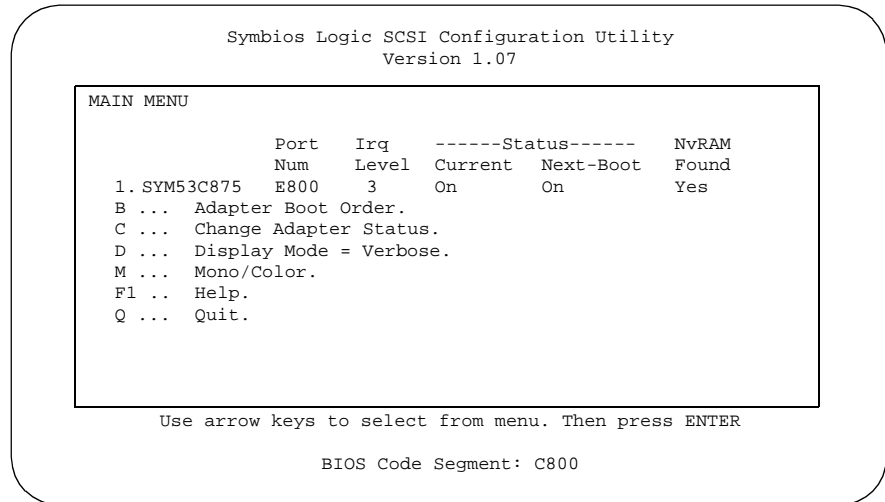 Symbios Logic SCSI Configuration Utility
Version 1.07
MAIN MENU
Port Irq ------Status------ NvRAM
Num Level Current Next-Boot Found
1. SYM53C875 E800 3 On On Yes
B ... Adapter Boot Order.
C ... Change Adapter Status.
D ... Display Mode = Verbose.
M ... Mono/Color.
F1 .. Help.
Q ... Quit.
Use arrow keys to select from menu. Then press ENTER
BIOS Code Segment: C800